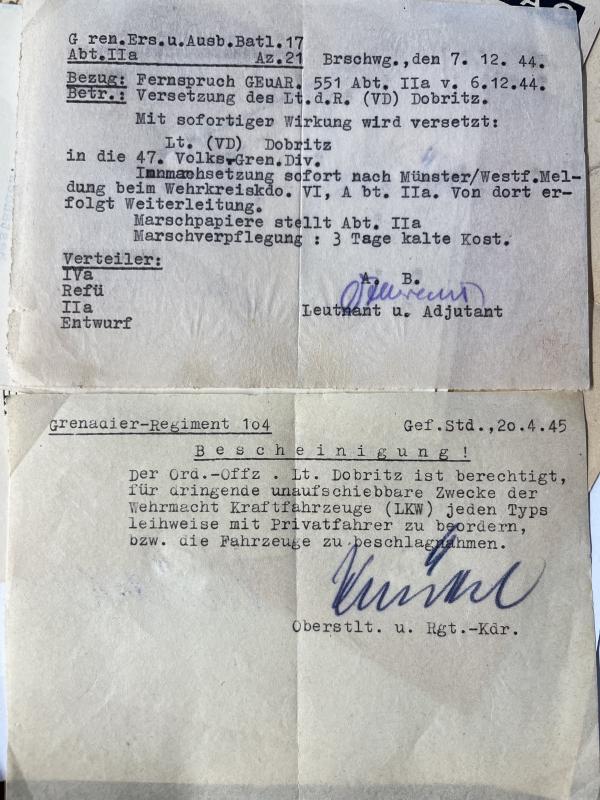 G ren.Ers.u.Ausb.Batl.17
Abt.IIa Az.21 Brschwg.,den 7. 12. 44.
Bezug: Fernspruch GEuAR. 551 Abt. IIa v. 6.12.44.
Betr.: Versetzung des Lt.d.R. (VD) Dobritz.
Mit sofortiger Wirkung wird versetzt:
Lt. (VD) Dobritz
in die 47. Volks-Gren.Div.
Innmachsetzung sofort nach Münster/Westf.Mel-
dung beim Wehrkreiskdo. VI, A bt. IIa. Von dort er-
folgt Weiterleitung.
Marschpapiere stellt Abt. IIa
Marschverpflegung : 3 Tage kalte Kost.
Verteiler:
IVa
Refü
IIa
Entwurf
A. B.
Leutnant u. Adjutant
Grenadier-Regiment 1o4 Gef.Std.,2o.4.45
Bescheinigung!
Der Ord.-Offz . Lt. Dobritz ist berechtigt,
für dringende unaufschiebbare Zwecke der
Wehrmacht Kraftfahrzeuge (LKW) jeden Typs
leihweise mit Privatfahrer zu beordern,
bzw. die Fahrzeuge zu beschlagnahmen.
Oberstlt. u. Rgt.-Kdr.